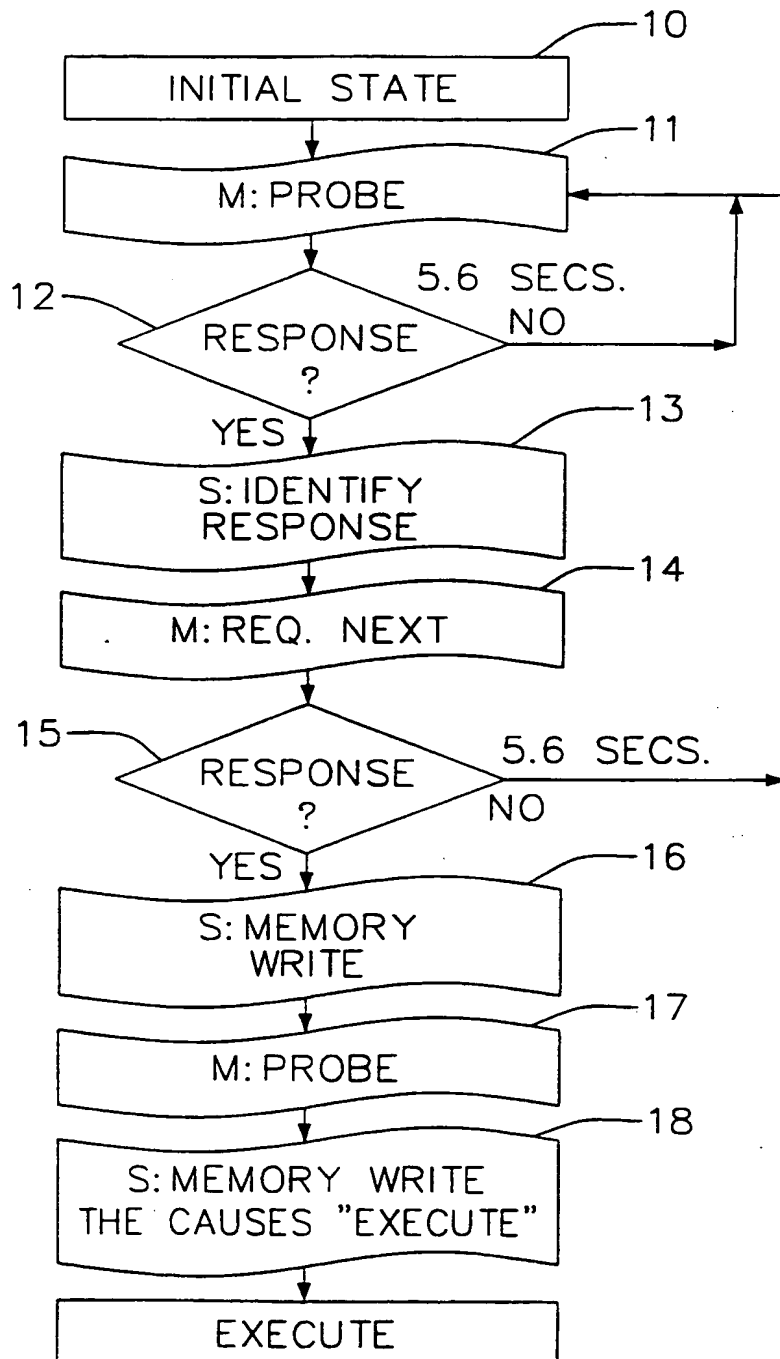 10
INITIAL STATE
11
M: PROBE
12
5.6 SECS.
NO
RESPONSE
?
YES
13
S: IDENTIFY
RESPONSE
14
M: REQ. NEXT
15
5.6 SECS.
RESPONSE
NO
?
YES
16
S: MEMORY
WRITE
17
M: PROBE
18
S: MEMORY WRITE
THE CAUSES "EXECUTE"
EXECUTE